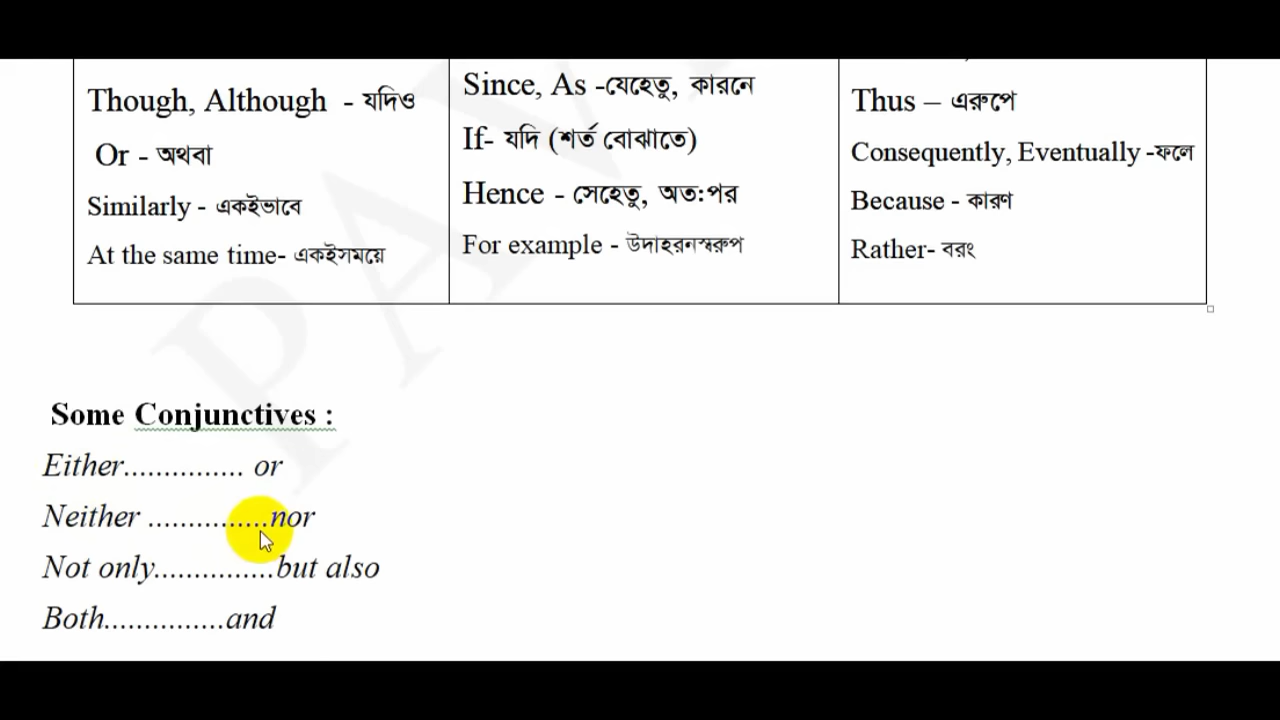 Though, Although - যদিও
Or - অথবা
Similarly - একইভাবে
At the same time- একইসময়ে
Since, As -যেহেতু, কারনে
If- যদি (শর্ত বোঝাতে)
Hence - সেহেতু, অত:পর
For example - উদাহরনস্বরুপ
Thus – এরুপে
Consequently, Eventually -ফলে
Because - কারণ
Rather- বরং
Some Conjunctives :
Either............... or
Neither ...............nor
Not only...............but also
Both...............and